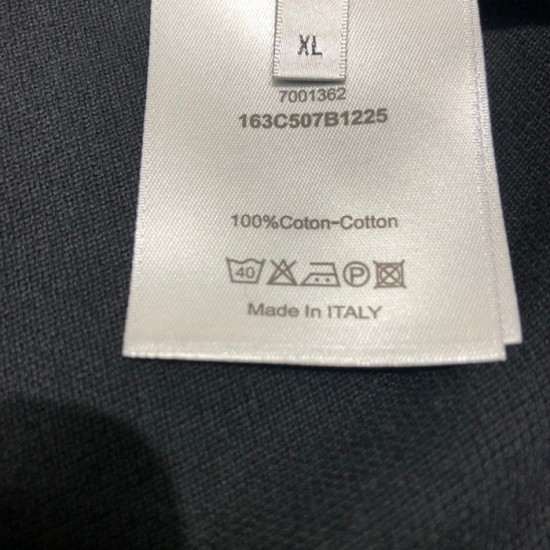 XL
7001362
163C507B1225
100%Coton-Cotton
40 P
Made In ITALY